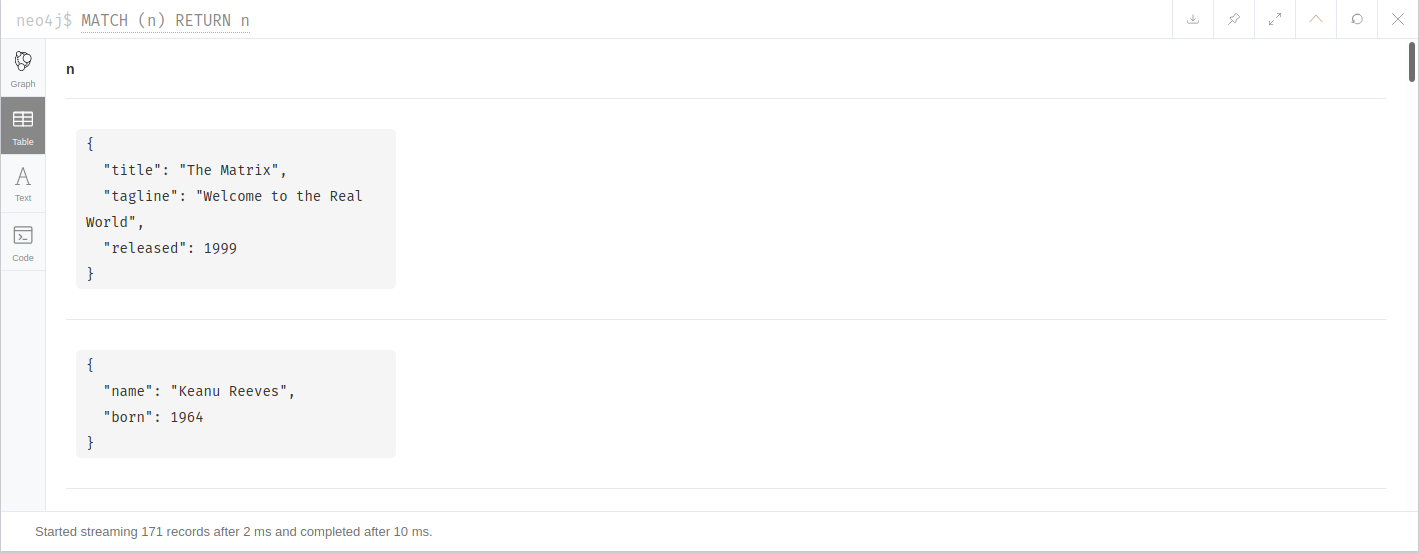 neo4j$ MATCH (n) RETURN n
Graph
Table
Text
Code
n
{
"title": "The Matrix",
"tagline": "Welcome to the Real
World",
"released": 1999
}
{
"name": "Keanu Reeves",
"born": 1964
}
Started streaming 171 records after 2 ms and completed after 10 ms.